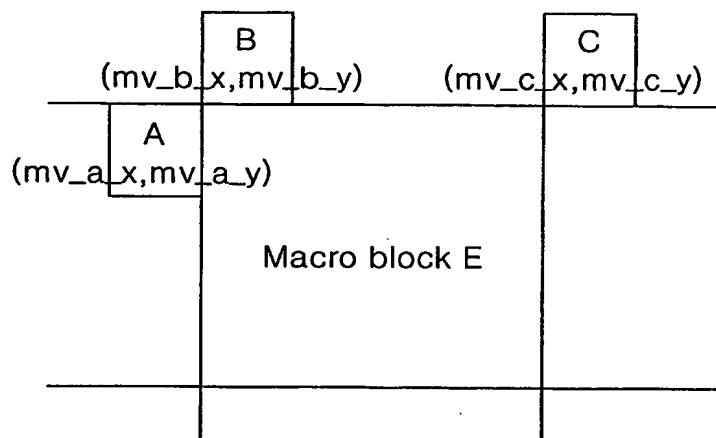 B
C
(mv_b_x,mv_b_y)
(mv_c_x,mv_c_y)
A
(mv_a_x,mv_a_y)
Macro block E